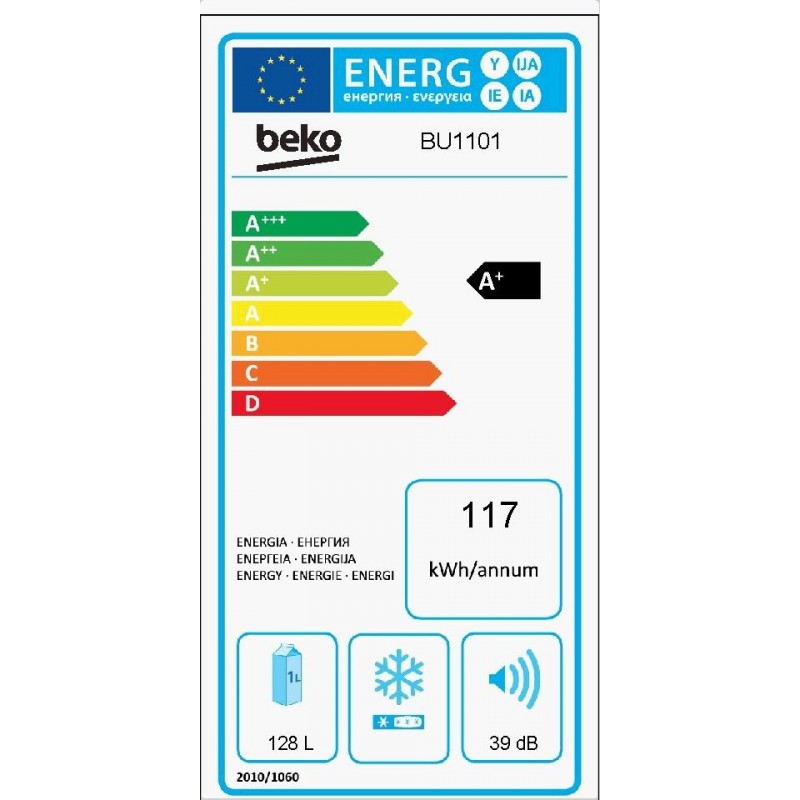 ENERG Y IJA
IE IA
енергия · ενεργεια
beko BU1101
A+++
A++
A+ A+
A
B
C
D
117
kWh/annum
ENERGIA · ЕНЕРГИЯ
ΕΝΕΡΓΕΙΑ · ENERGIJA
ENERGY · ENERGIE · ENERGI
1L
128 L 39 dB
2010/1060